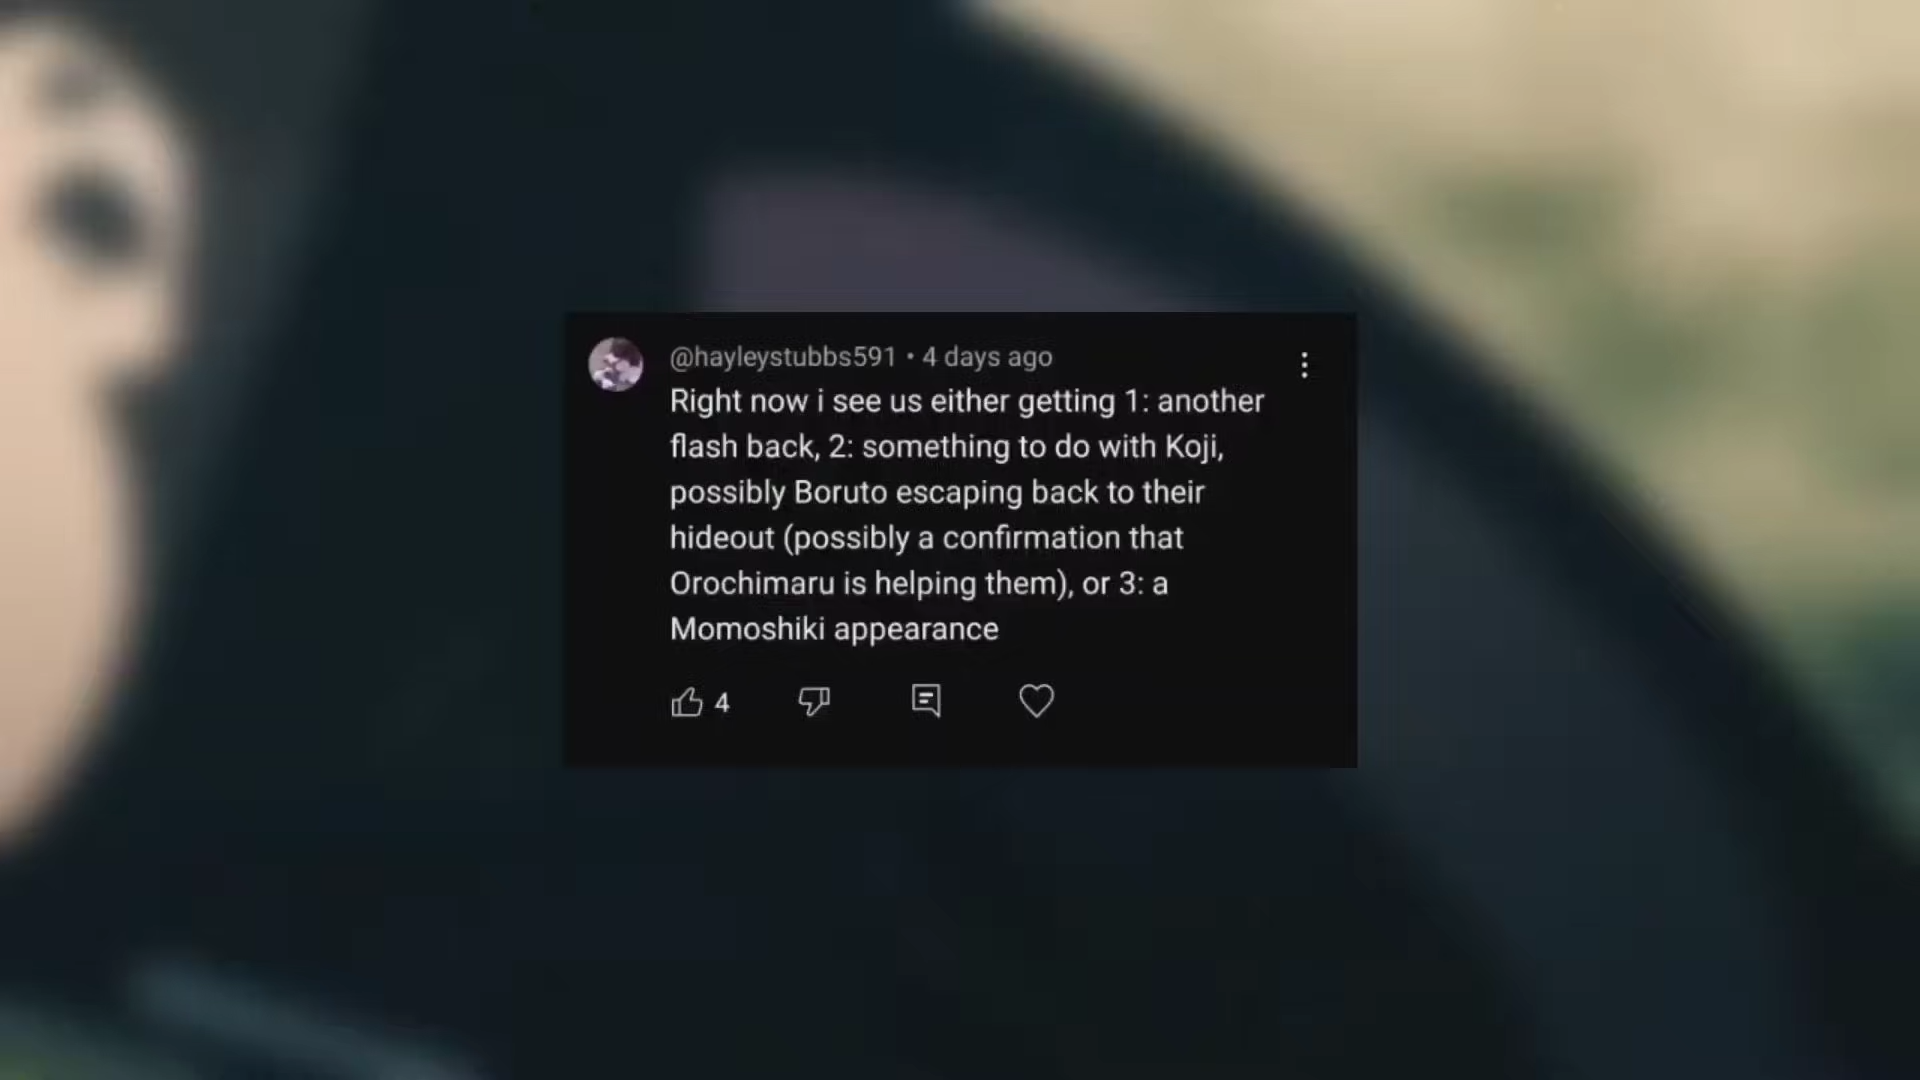 @hayleystubbs591 • 4 days ago
Right now i see us either getting 1: another
flash back, 2: something to do with Koji,
possibly Boruto escaping back to their
hideout (possibly a confirmation that
Orochimaru is helping them), or 3: a
Momoshiki appearance
4